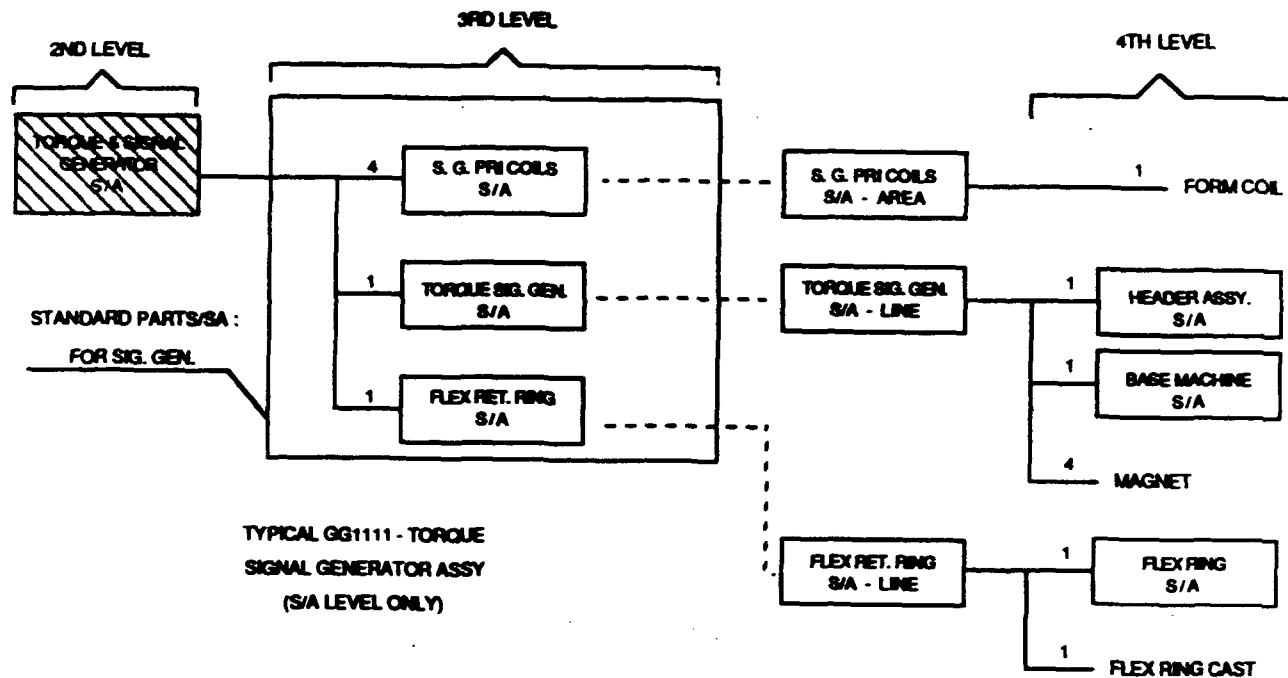 3RD LEVEL
2ND LEVEL
4TH LEVEL
TORQUE & SIGNAL
GENERATOR
S/A
4
S. G. PRI COILS
S/A
S. G. PRI COILS
S/A - AREA
1
FORM COIL
1
TORQUE SIG. GEN.
S/A
TORQUE SIG. GEN.
S/A - LINE
1
HEADER ASSY.
S/A
STANDARD PARTS/SA :
FOR SIG. GEN.
1
BASE MACHINE
S/A
1
FLEX RET. RING
S/A
4
MAGNET
TYPICAL GG1111 - TORQUE
SIGNAL GENERATOR ASSY
(S/A LEVEL ONLY)
FLEX RET. RING
S/A - LINE
1
FLEX RING
S/A
1
FLEX RING CAST